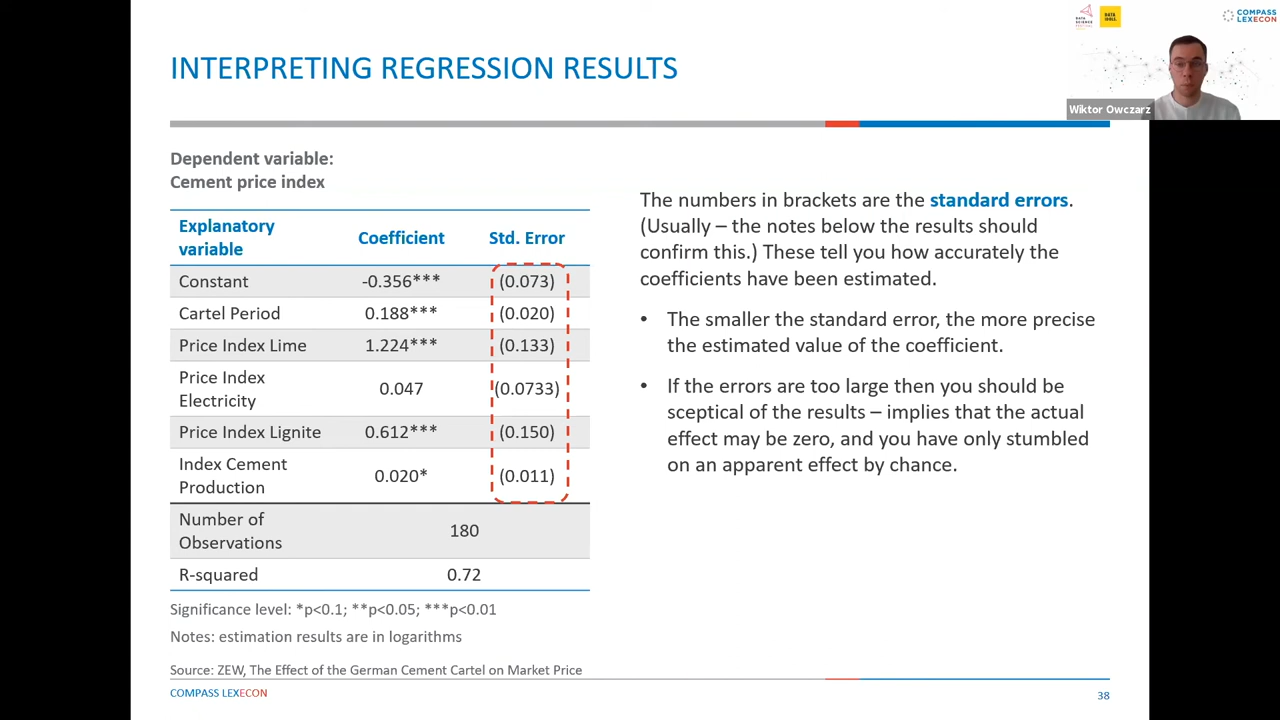 DATA SCIENCE
DATA IDOLS
COMPASS
LEXECON
INTERPRETING REGRESSION RESULTS
Wiktor Owczarz
Dependent variable:
Cement price index
Explanatory variable Coefficient Std. Error
Constant -0.356*** (0.073)
Cartel Period 0.188*** (0.020)
Price Index Lime 1.224*** (0.133)
Price Index Electricity 0.047 (0.0733)
Price Index Lignite 0.612*** (0.150)
Index Cement Production 0.020* (0.011)
Number of Observations 180
R-squared 0.72
Significance level: *p<0.1; **p<0.05; ***p<0.01
Notes: estimation results are in logarithms
Source: ZEW, The Effect of the German Cement Cartel on Market Price
The numbers in brackets are the standard errors.
(Usually – the notes below the results should
confirm this.) These tell you how accurately the
coefficients have been estimated.
• The smaller the standard error, the more precise
the estimated value of the coefficient.
• If the errors are too large then you should be
sceptical of the results – implies that the actual
effect may be zero, and you have only stumbled
on an apparent effect by chance.
COMPASS LEXECON
38